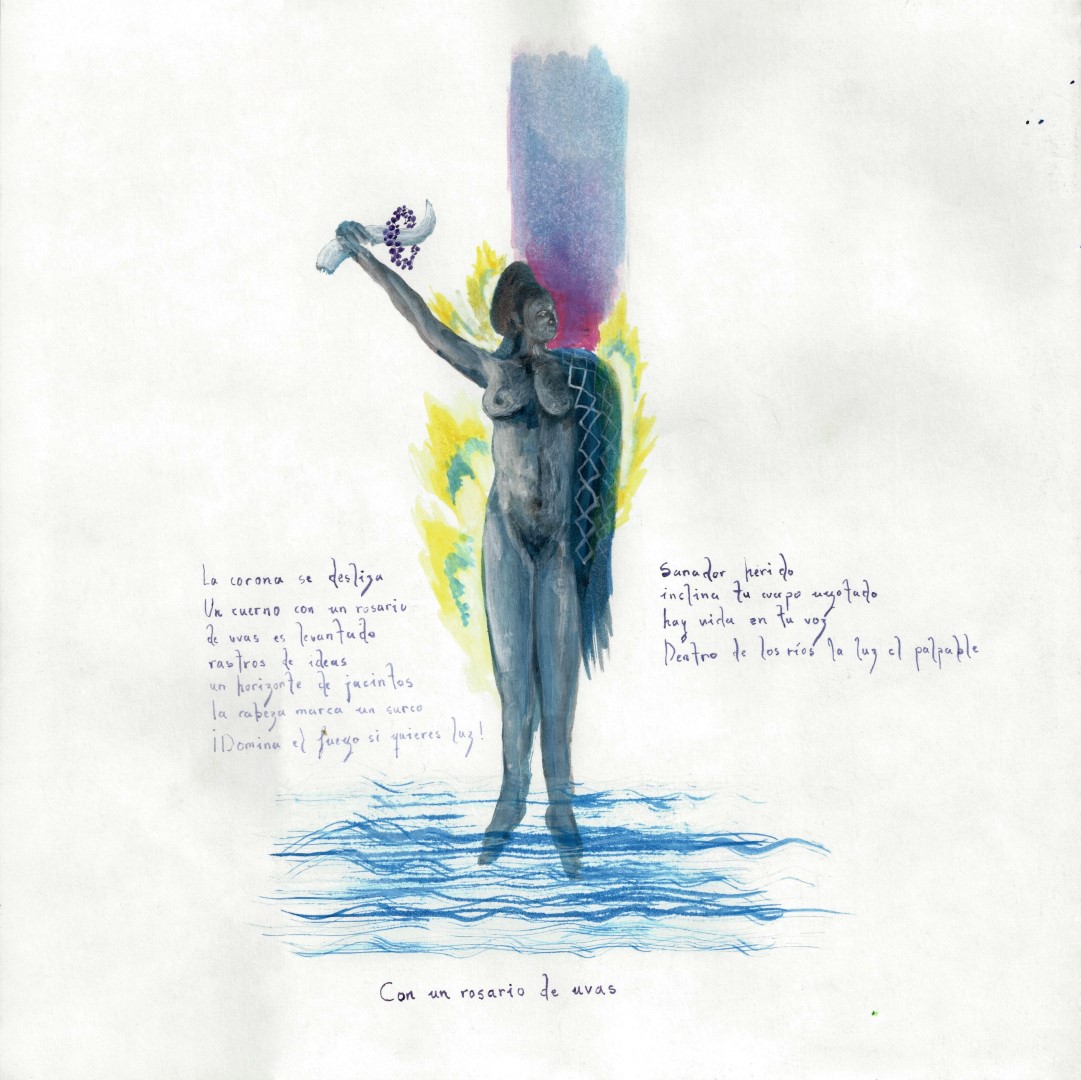 La corona se desliza
Un cuerno con un rosario
de uvas es levantado
rastros de ideas
un horizonte de jacintos
la cabeza marca un surco
¡Domina el fuego si quieres luz!
Sanador herido
inclina tu cuerpo agotado
hay vida en tu voz
Dentro de los ríos la luz el palpable
Con un rosario de uvas